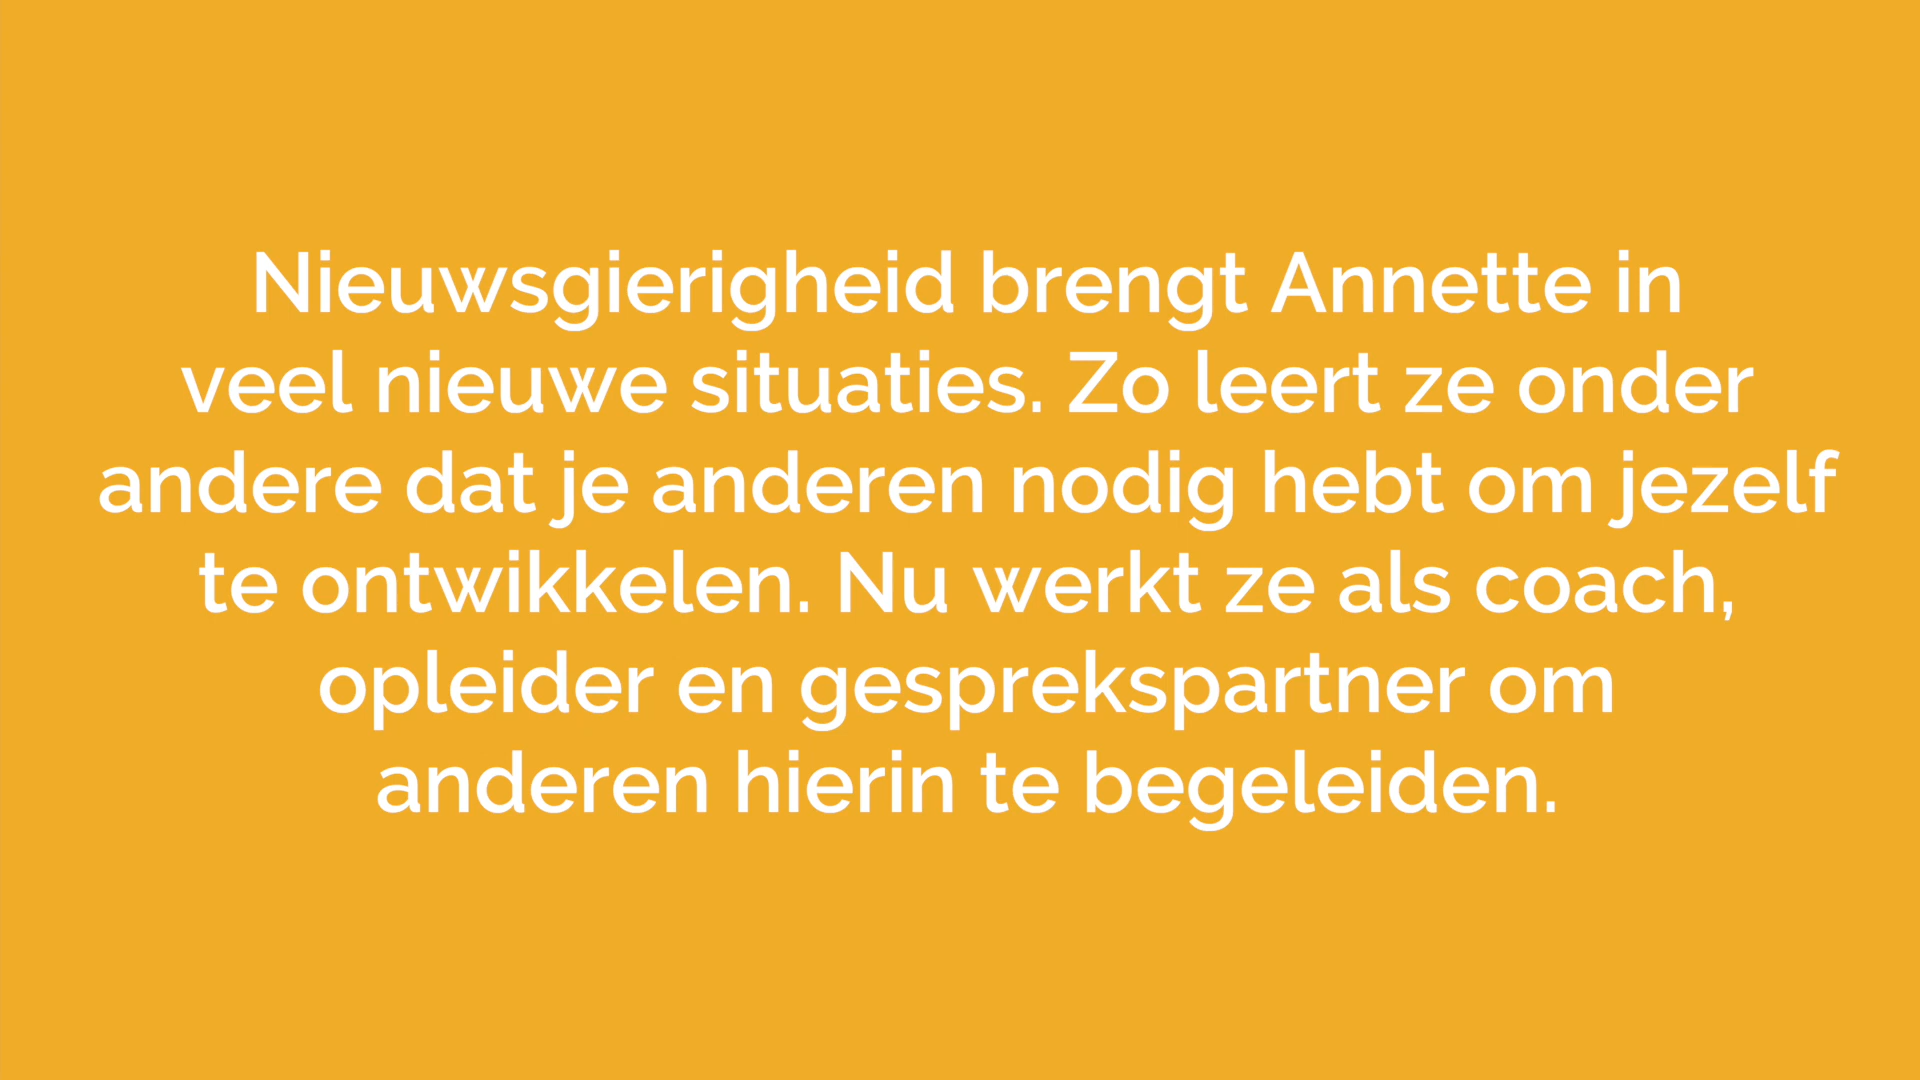 Nieuwsgierigheid brengt Annette in
veel nieuwe situaties. Zo leert ze onder
andere dat je anderen nodig hebt om jezelf
te ontwikkelen. Nu werkt ze als coach,
opleider en gesprekspartner om
anderen hierin te begeleiden.